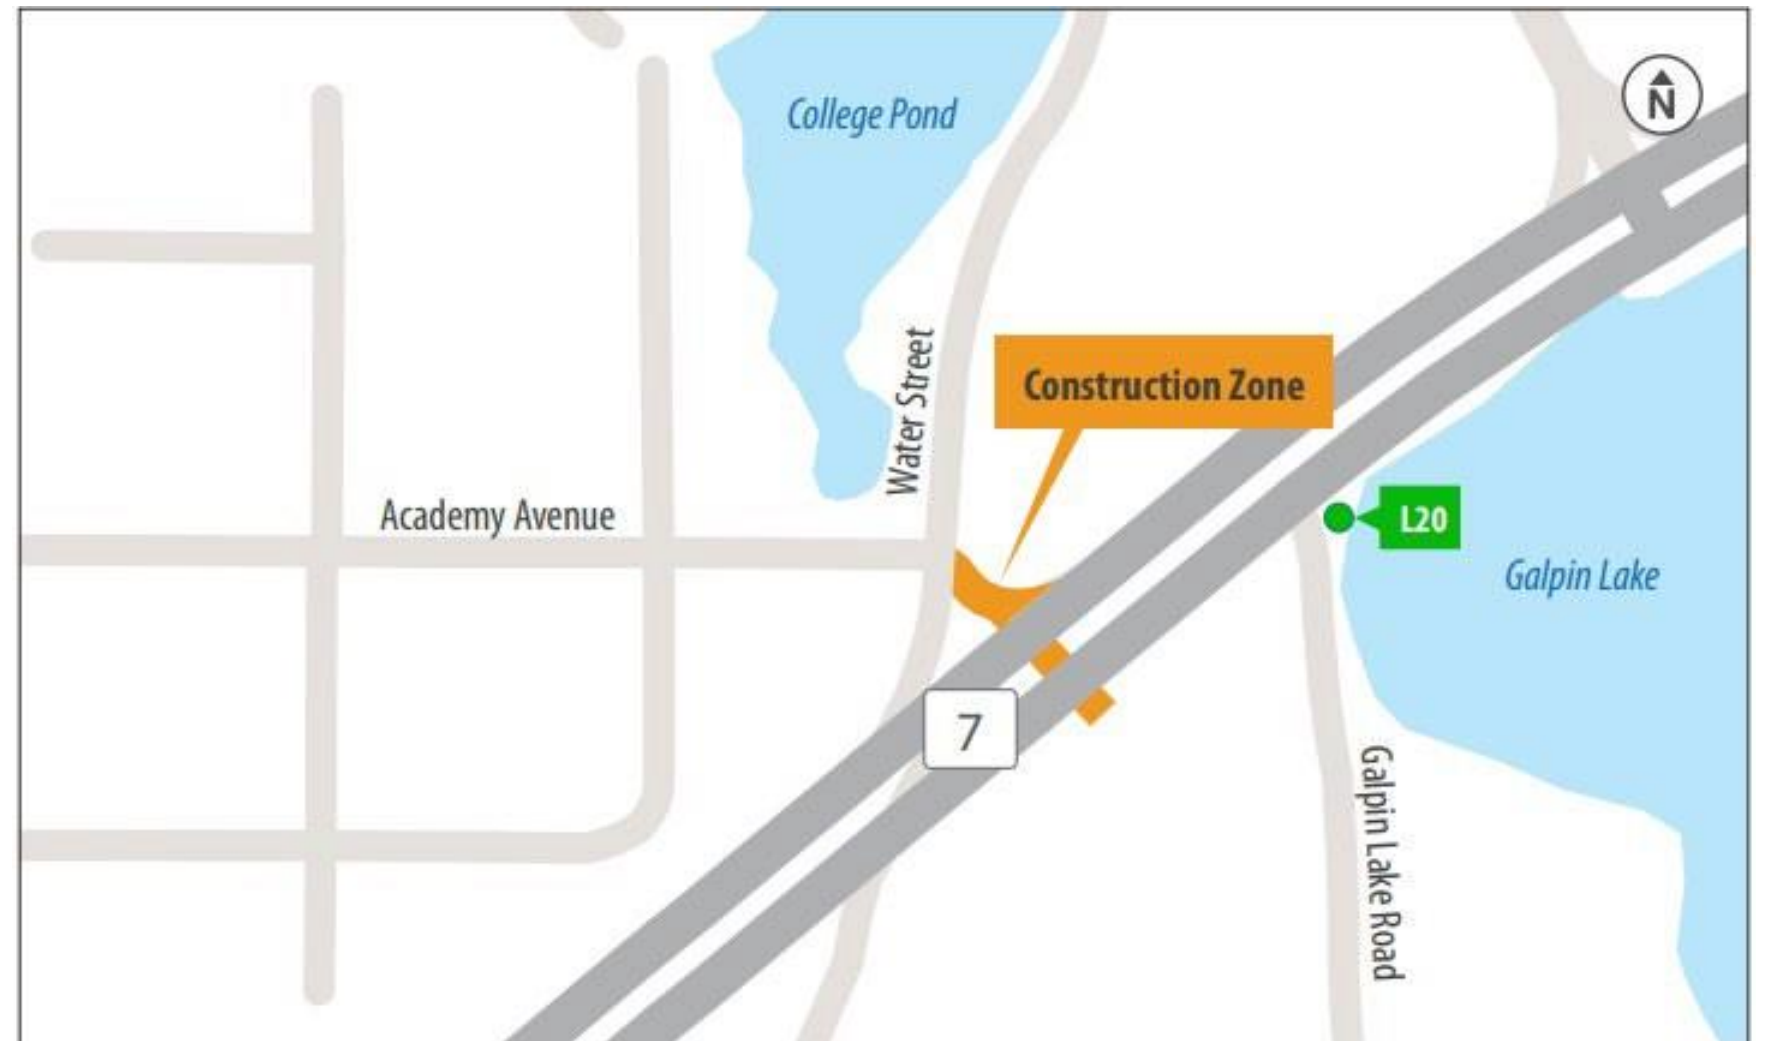 College Pond
N
Water Street
Construction Zone
Academy Avenue
L20
Galpin Lake
7
Galpin Lake Road